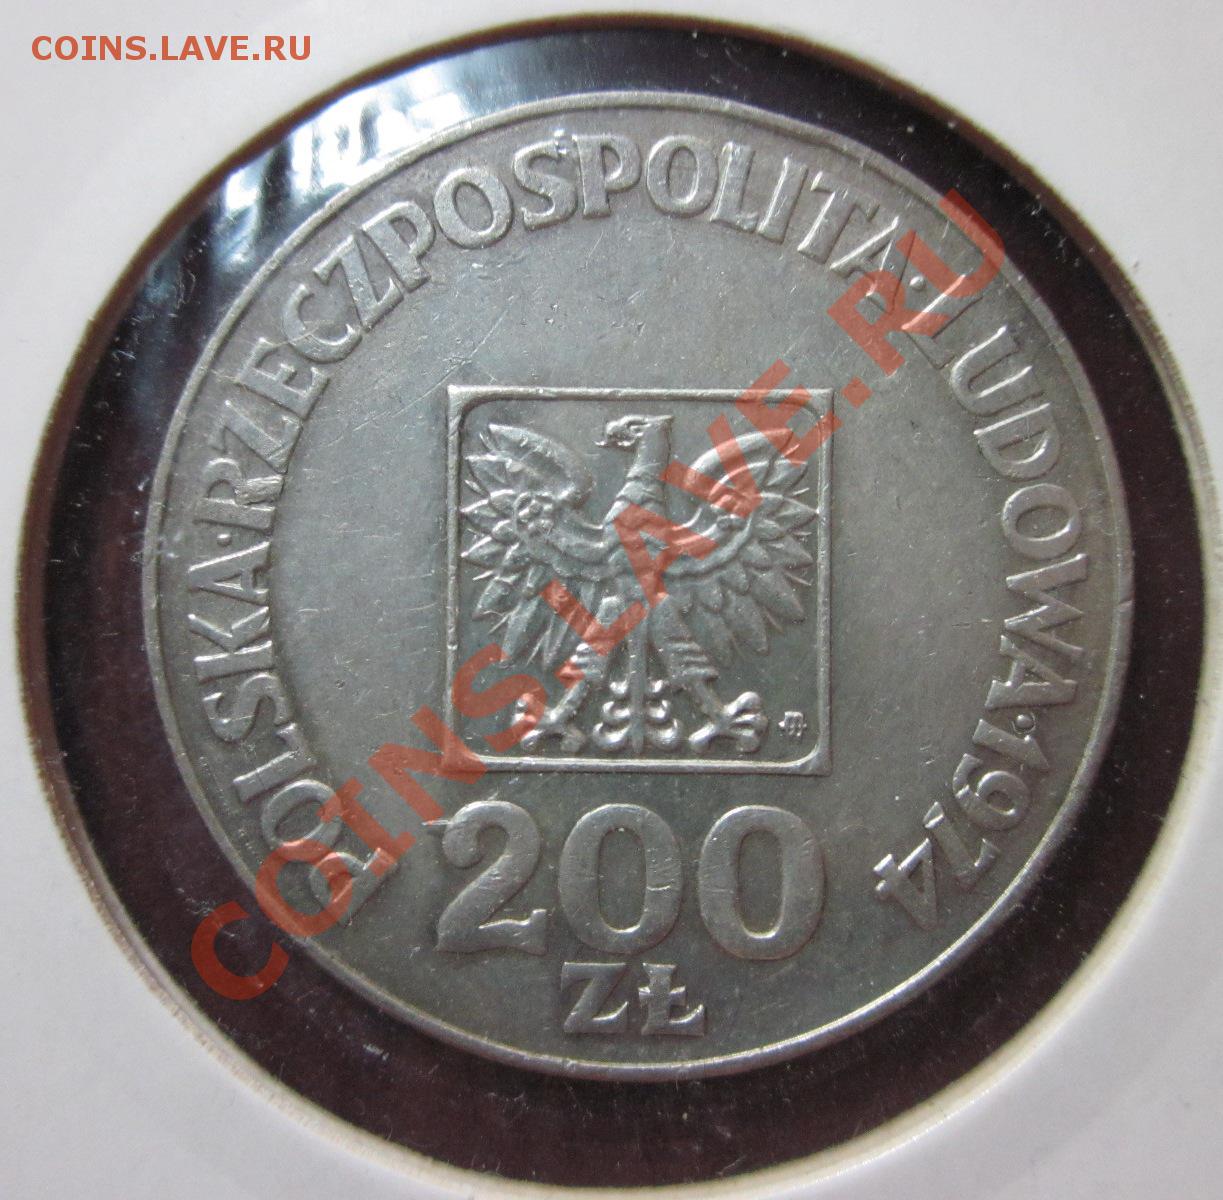 COINS.LAVE.RU
POLSKA·RZECZPOSPOLITA·LUDOWA·1974
200
ZŁ
COINS.LAVE.RU